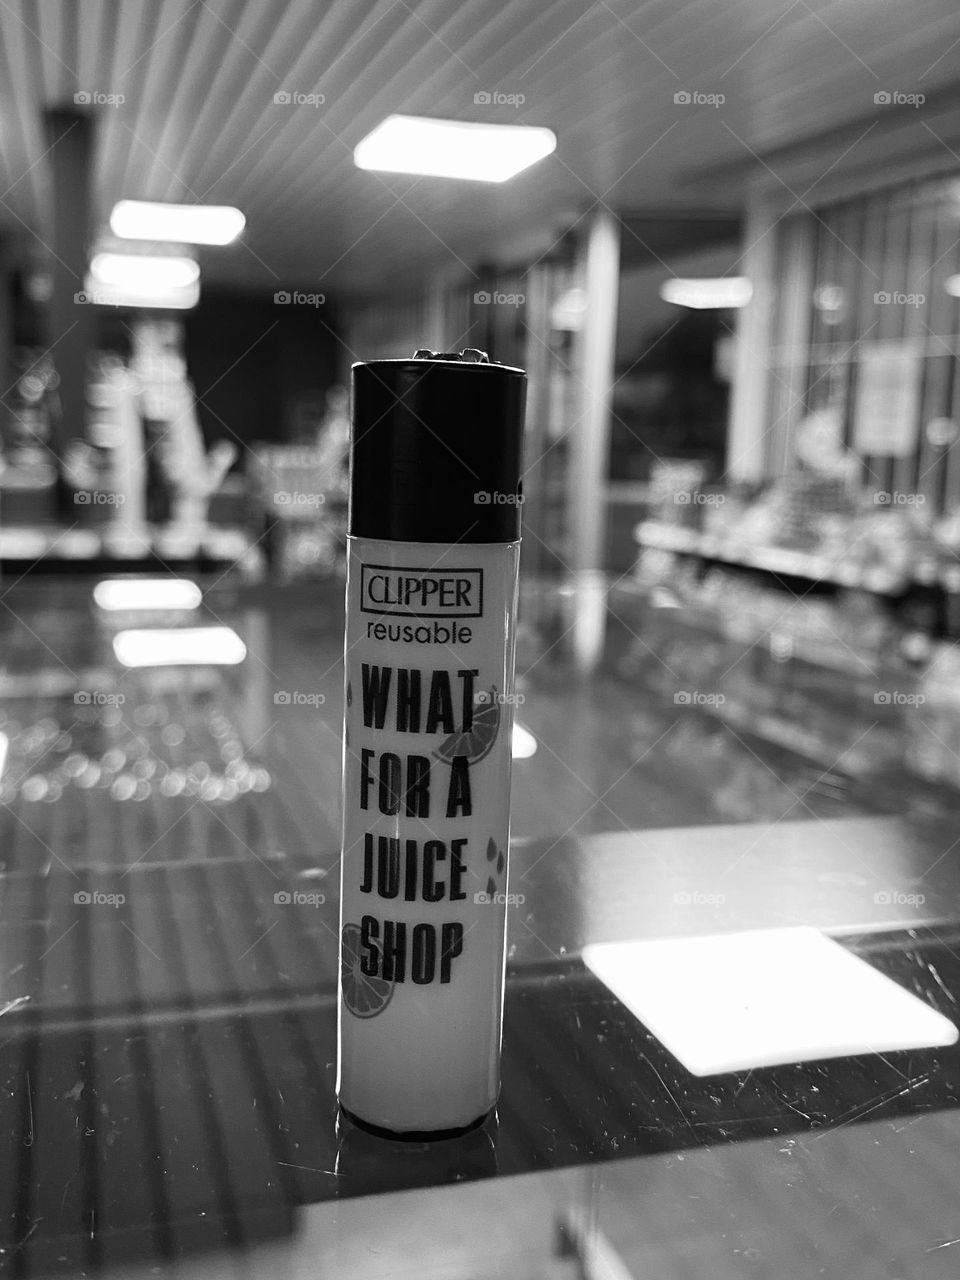 CLIPPER
reusable
WHAT
FOR A
JUICE
SHOP